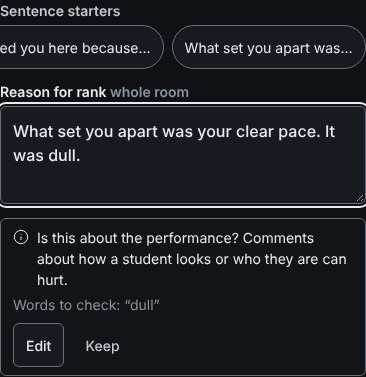 Sentence starters
ed you here because...
What set you apart was...
Reason for rank whole room
What set you apart was your clear pace. It
was dull.
Is this about the performance? Comments
about how a student looks or who they are can
hurt.
Words to check: “dull”
Edit
Keep